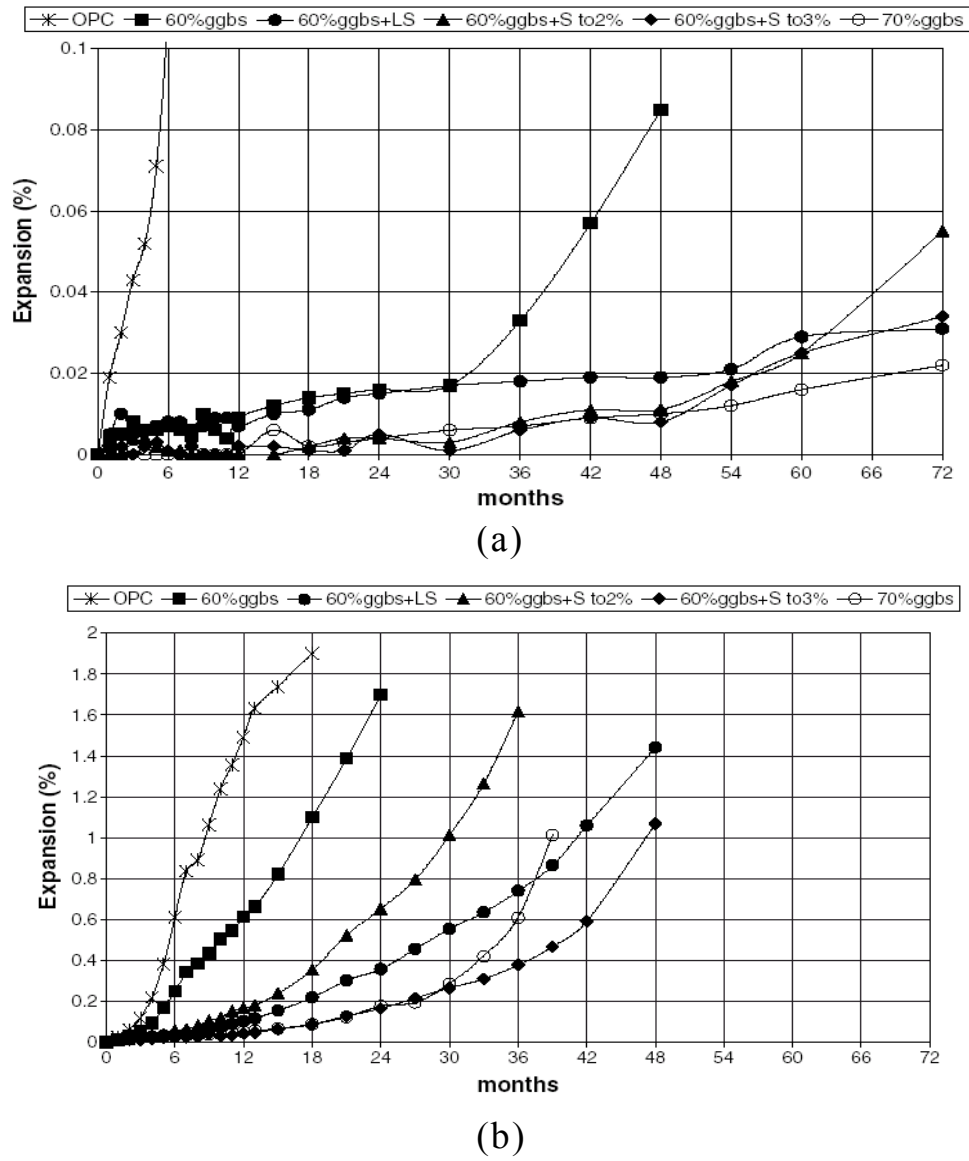 OPC 60%ggbs 60%ggbs+LS 60%ggbs+S to2% 60%ggbs+S to3% 70%ggbs
0.1
0.08
0.06
0.04
0.02
0
Expansion (%)
0 6 12 18 24 30 36 42 48 54 60 66 72
months
(a)
OPC 60%ggbs 60%ggbs+LS 60%ggbs+S to2% 60%ggbs+S to3% 70%ggbs
2
1.8
1.6
1.4
1.2
1
0.8
0.6
0.4
0.2
0
Expansion (%)
0 6 12 18 24 30 36 42 48 54 60 66 72
months
(b)